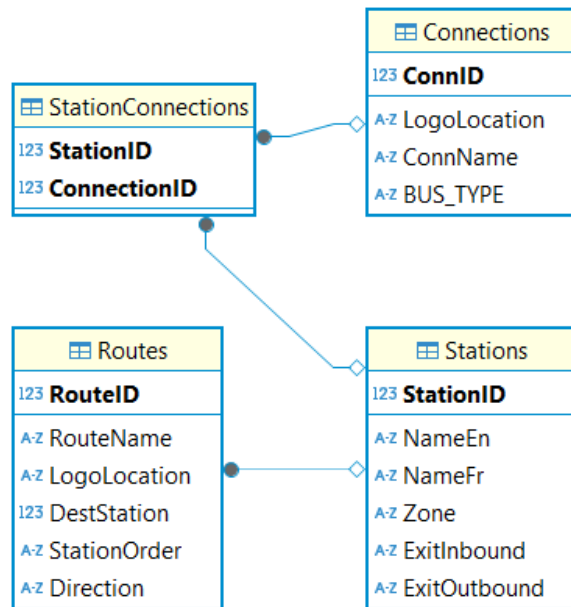 Connections
123 ConnID
A-Z LogoLocation
A-Z ConnName
A-Z BUS_TYPE
StationConnections
123 StationID
123 ConnectionID
Routes
123 RouteID
A-Z RouteName
A-Z LogoLocation
123 DestStation
A-Z StationOrder
A-Z Direction
Stations
123 StationID
A-Z NameEn
A-Z NameFr
A-Z Zone
A-Z ExitInbound
A-Z ExitOutbound